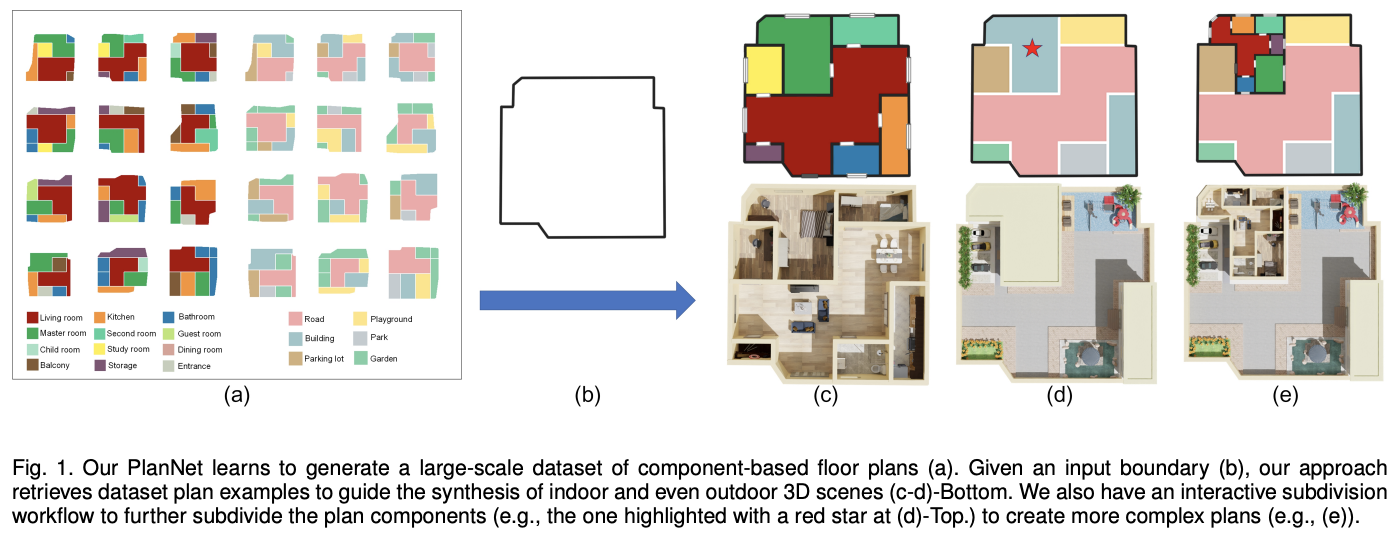 Living room Kitchen Bathroom Road Playground
Master room Second room Guest room Building Park
Child room Study room Dining room Parking lot Garden
Balcony Storage Entrance
(a) (b) (c) (d) (e)
Fig. 1. Our PlanNet learns to generate a large-scale dataset of component-based floor plans (a). Given an input boundary (b), our approach
retrieves dataset plan examples to guide the synthesis of indoor and even outdoor 3D scenes (c-d)-Bottom. We also have an interactive subdivision
workflow to further subdivide the plan components (e.g., the one highlighted with a red star at (d)-Top.) to create more complex plans (e.g., (e)).